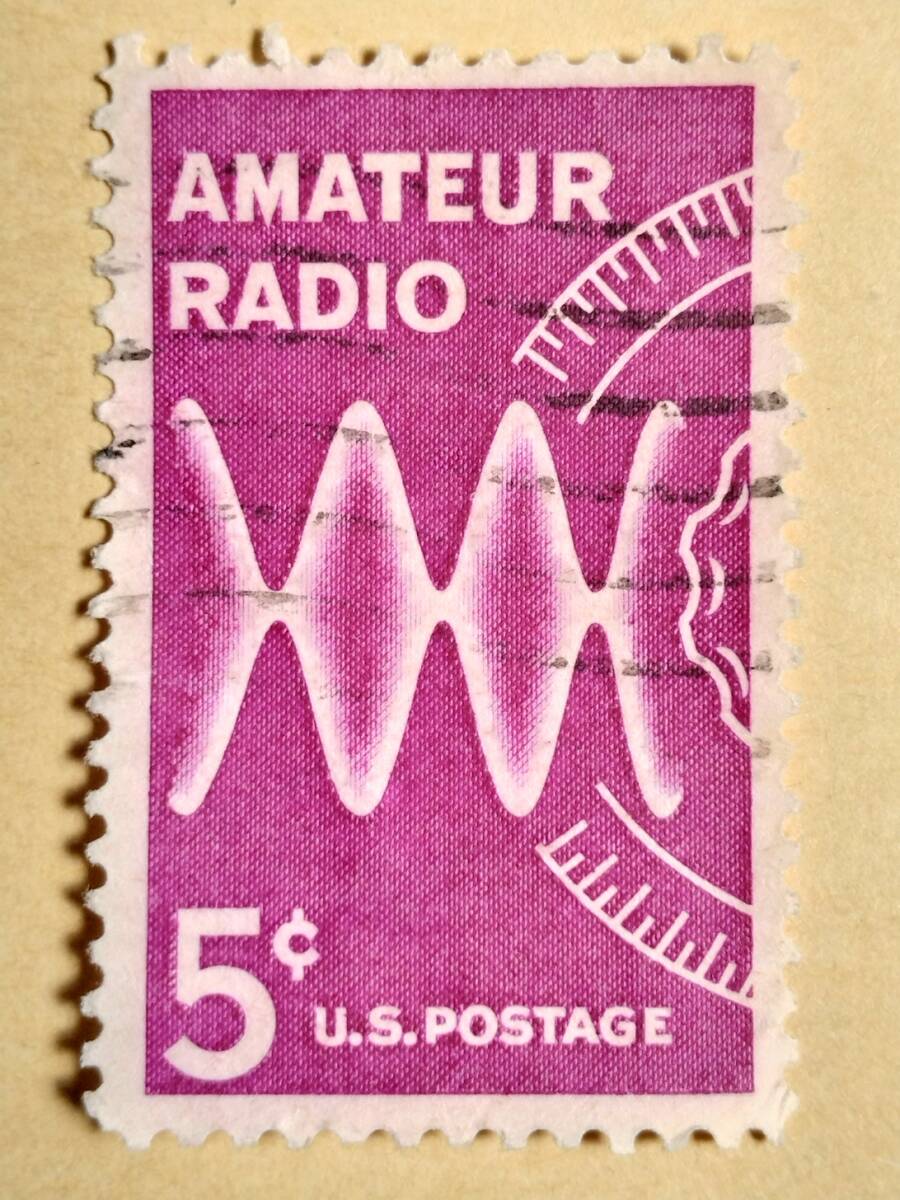 AMATEUR
RADIO
5¢
U.S.POSTAGE